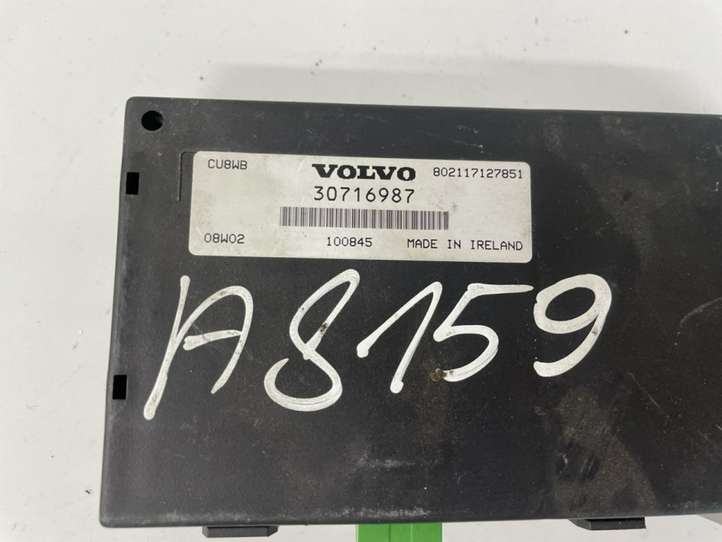 CU8WB VOLVO 802117127851
30716987
08W02 100845 MADE IN IRELAND
A8159